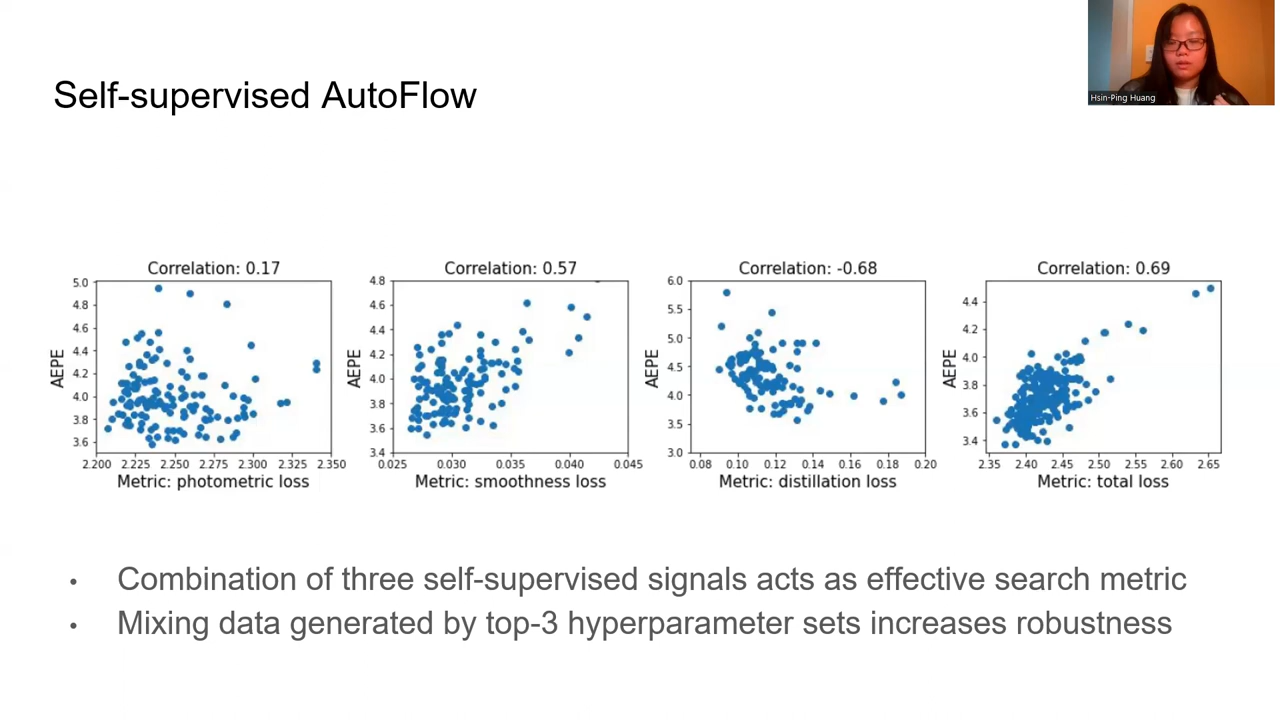 Self-supervised AutoFlow
Hsin-Ping Huang
Correlation: 0.17
AEPE
5.0
4.8
4.6
4.4
4.2
4.0
3.8
3.6
2.200 2.225 2.250 2.275 2.300 2.325 2.350
Metric: photometric loss
Correlation: 0.57
AEPE
4.8
4.6
4.4
4.2
4.0
3.8
3.6
3.4
0.025 0.030 0.035 0.040 0.045
Metric: smoothness loss
Correlation: -0.68
AEPE
6.0
5.5
5.0
4.5
4.0
3.5
3.0
0.08 0.10 0.12 0.14 0.16 0.18 0.20
Metric: distillation loss
Correlation: 0.69
AEPE
4.4
4.2
4.0
3.8
3.6
3.4
2.35 2.40 2.45 2.50 2.55 2.60 2.65
Metric: total loss
• Combination of three self-supervised signals acts as effective search metric
• Mixing data generated by top-3 hyperparameter sets increases robustness